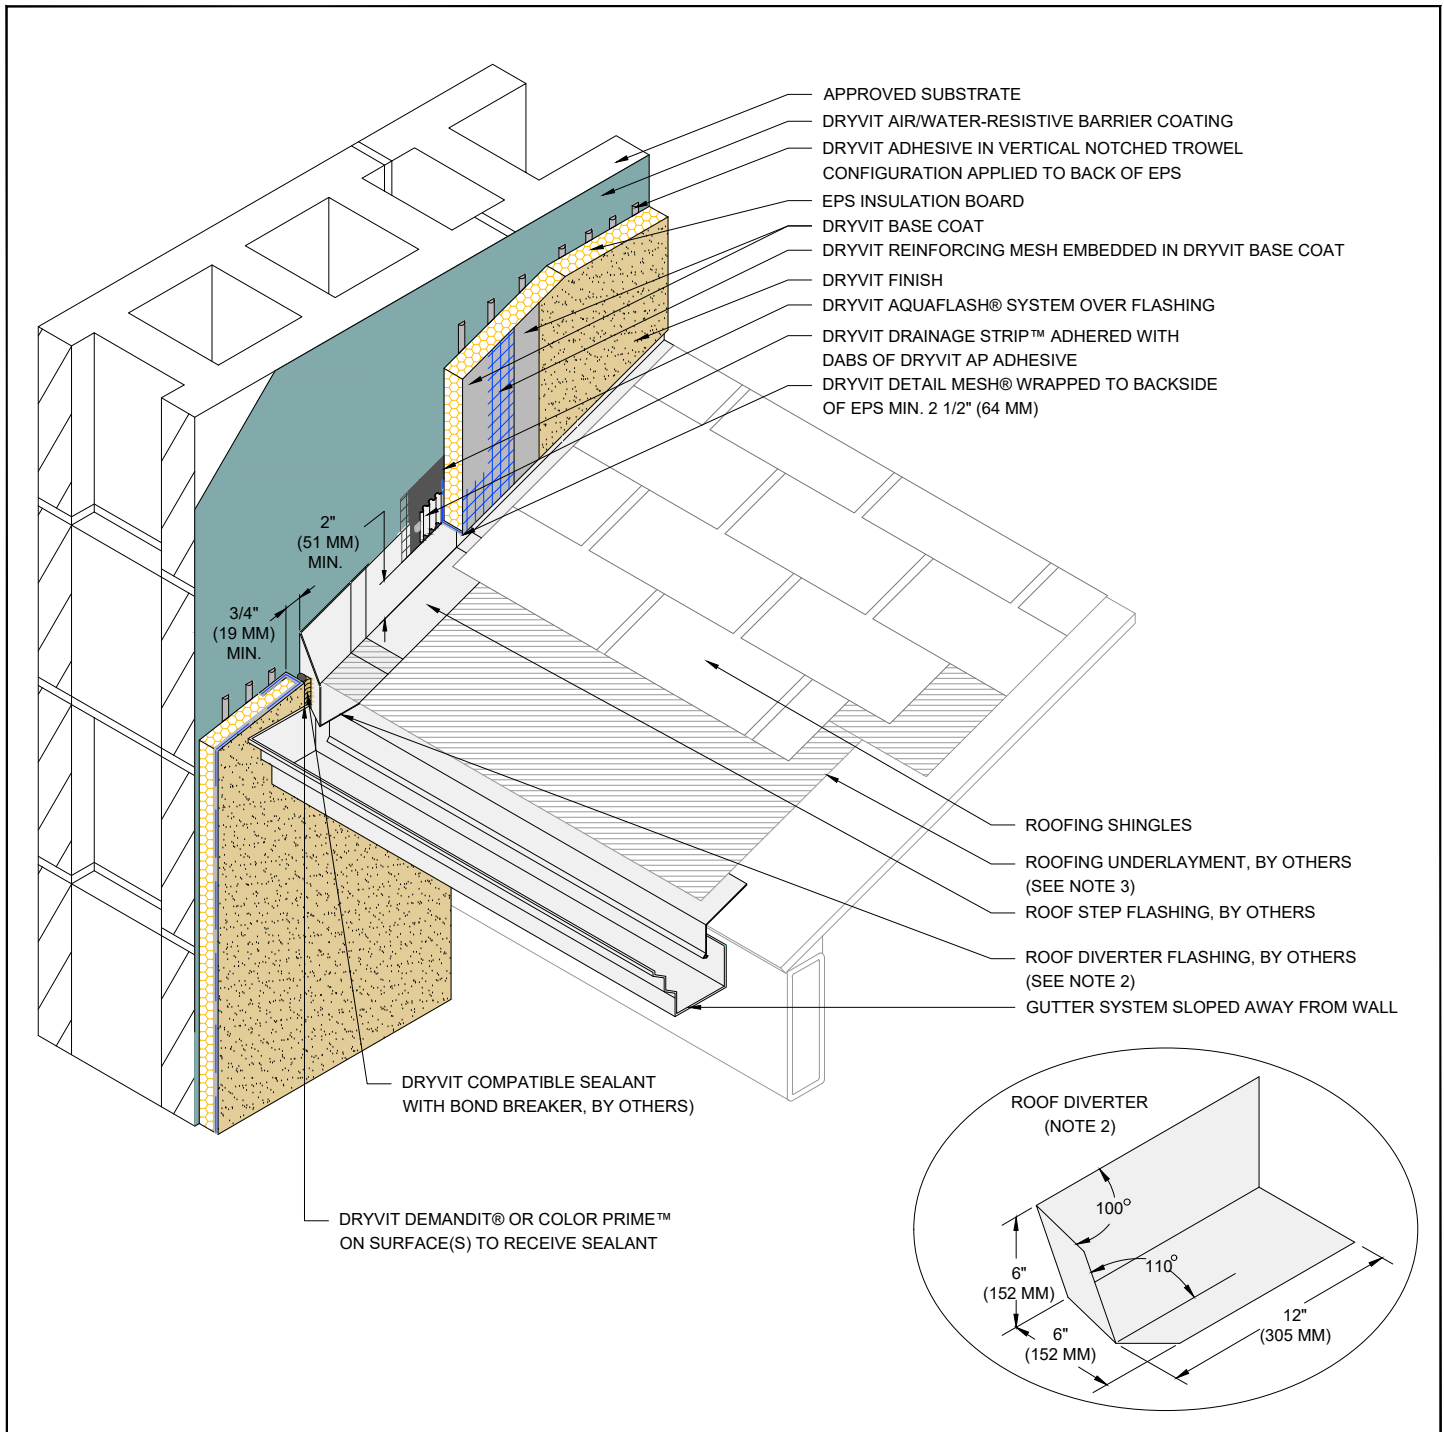 APPROVED SUBSTRATE
DRYVIT AIR/WATER-RESISTIVE BARRIER COATING
DRYVIT ADHESIVE IN VERTICAL NOTCHED TROWEL
CONFIGURATION APPLIED TO BACK OF EPS
EPS INSULATION BOARD
DRYVIT BASE COAT
DRYVIT REINFORCING MESH EMBEDDED IN DRYVIT BASE COAT
DRYVIT FINISH
DRYVIT AQUAFLASH® SYSTEM OVER FLASHING
DRYVIT DRAINAGE STRIP™ ADHERED WITH
DABS OF DRYVIT AP ADHESIVE
DRYVIT DETAIL MESH® WRAPPED TO BACKSIDE
OF EPS MIN. 2 1/2" (64 MM)
2"
(51 MM)
MIN.
3/4"
(19 MM)
MIN.
ROOFING SHINGLES
ROOFING UNDERLAYMENT, BY OTHERS
(SEE NOTE 3)
ROOF STEP FLASHING, BY OTHERS
ROOF DIVERTER FLASHING, BY OTHERS
(SEE NOTE 2)
GUTTER SYSTEM SLOPED AWAY FROM WALL
DRYVIT COMPATIBLE SEALANT
WITH BOND BREAKER, BY OTHERS)
DRYVIT DEMANDIT® OR COLOR PRIME™
ON SURFACE(S) TO RECEIVE SEALANT
ROOF DIVERTER
(NOTE 2)
100°
110°
6"
(152 MM)
6"
(152 MM)
12"
(305 MM)